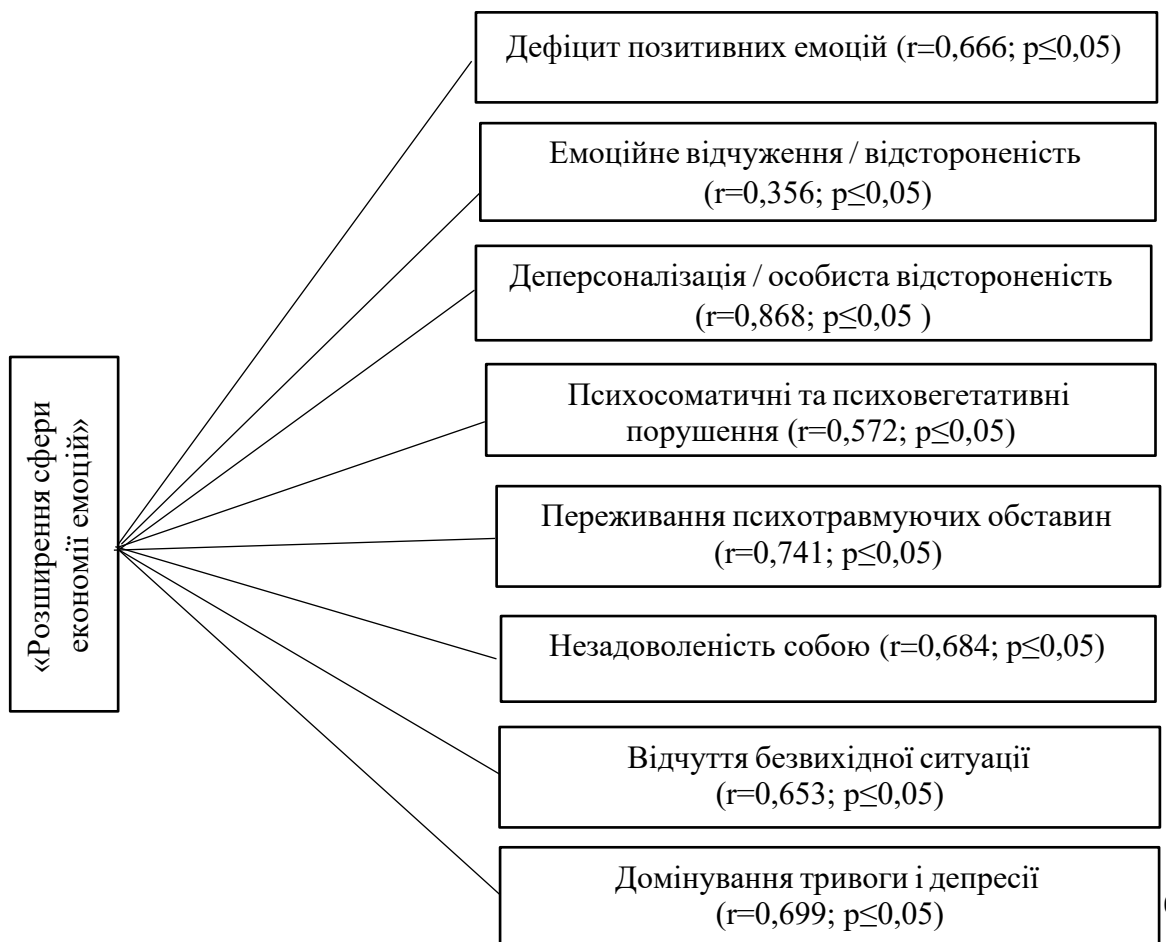 Дефіцит позитивних емоцій (r=0,666; p≤0,05)
Емоційне відчуження / відстороненість
(r=0,356; p≤0,05)
Деперсоналізація / особиста відстороненість
(r=0,868; p≤0,05 )
Психосоматичні та психовегетативні
порушення (r=0,572; p≤0,05)
«Розширення сфери
економії емоцій»
Переживання психотравмуючих обставин
(r=0,741; p≤0,05)
Незадоволеність собою (r=0,684; p≤0,05)
Відчуття безвихідної ситуації
(r=0,653; p≤0,05)
Домінування тривоги і депресії
(r=0,699; p≤0,05)